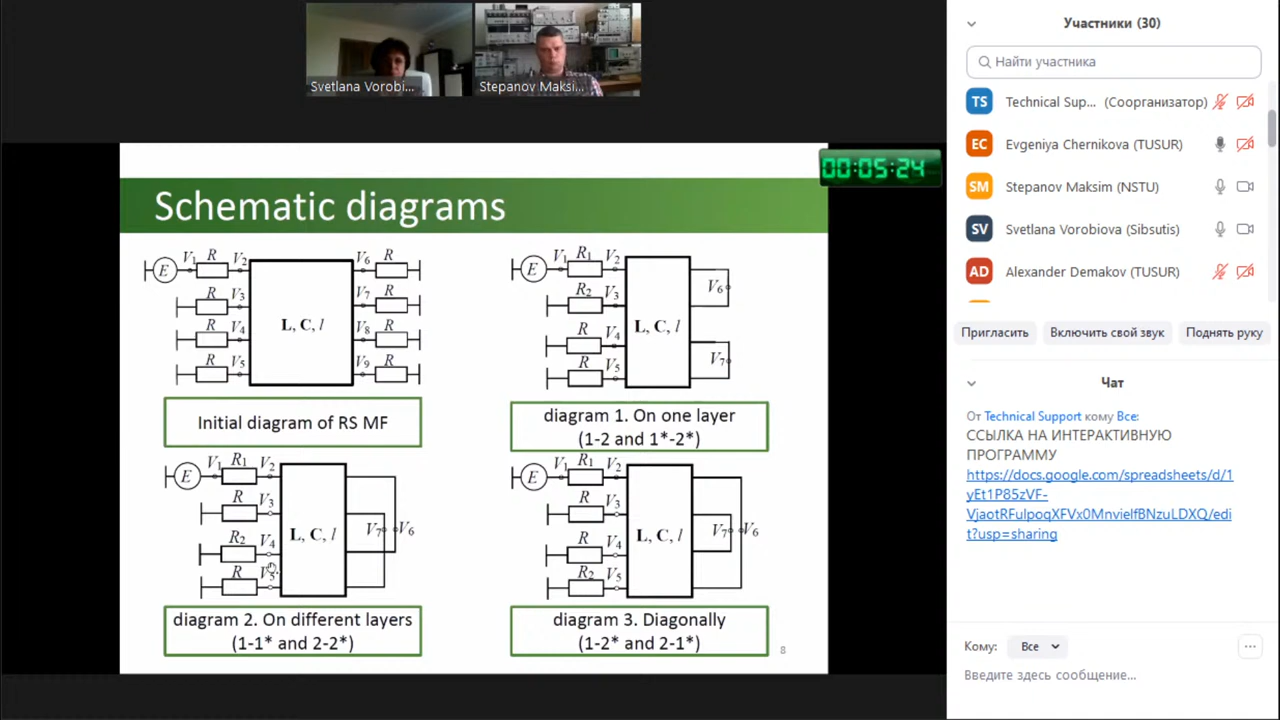 Svetlana Vorobi...
Stepanov Maksi...
00:05:24
Schematic diagrams
E V1 R V2 V6 R
R V3 V7 R
R V4 L, C, l V8 R
R V5 V9 R
Initial diagram of RS MF
E V1 R1 V2
R2 V3 V6
R V4 L, C, l
R V5 V7
diagram 1. On one layer
(1-2 and 1*-2*)
E V1 R1 V2
R V3
R2 V4 L, C, l V7 V6
R V5
diagram 2. On different layers
(1-1* and 2-2*)
E V1 R1 V2
R V3
R V4 L, C, l V7 V6
R2 V5
diagram 3. Diagonally
(1-2* and 2-1*)
8
Участники (30)
Найти участника
TS Technical Sup... (Соорганизатор)
EC Evgeniya Chernikova (TUSUR)
SM Stepanov Maksim (NSTU)
SV Svetlana Vorobiova (Sibsutis)
AD Alexander Demakov (TUSUR)
Пригласить Включить свой звук Поднять руку
Чат
От Technical Support кому Все:
ССЫЛКА НА ИНТЕРАКТИВНУЮ
ПРОГРАММУ
https://docs.google.com/spreadsheets/d/1
yEt1P85zVF-
VjaotRFulpoqXFVx0MnvielfBNzuLDXQ/edi
t?usp=sharing
Кому: Все ...
Введите здесь сообщение...